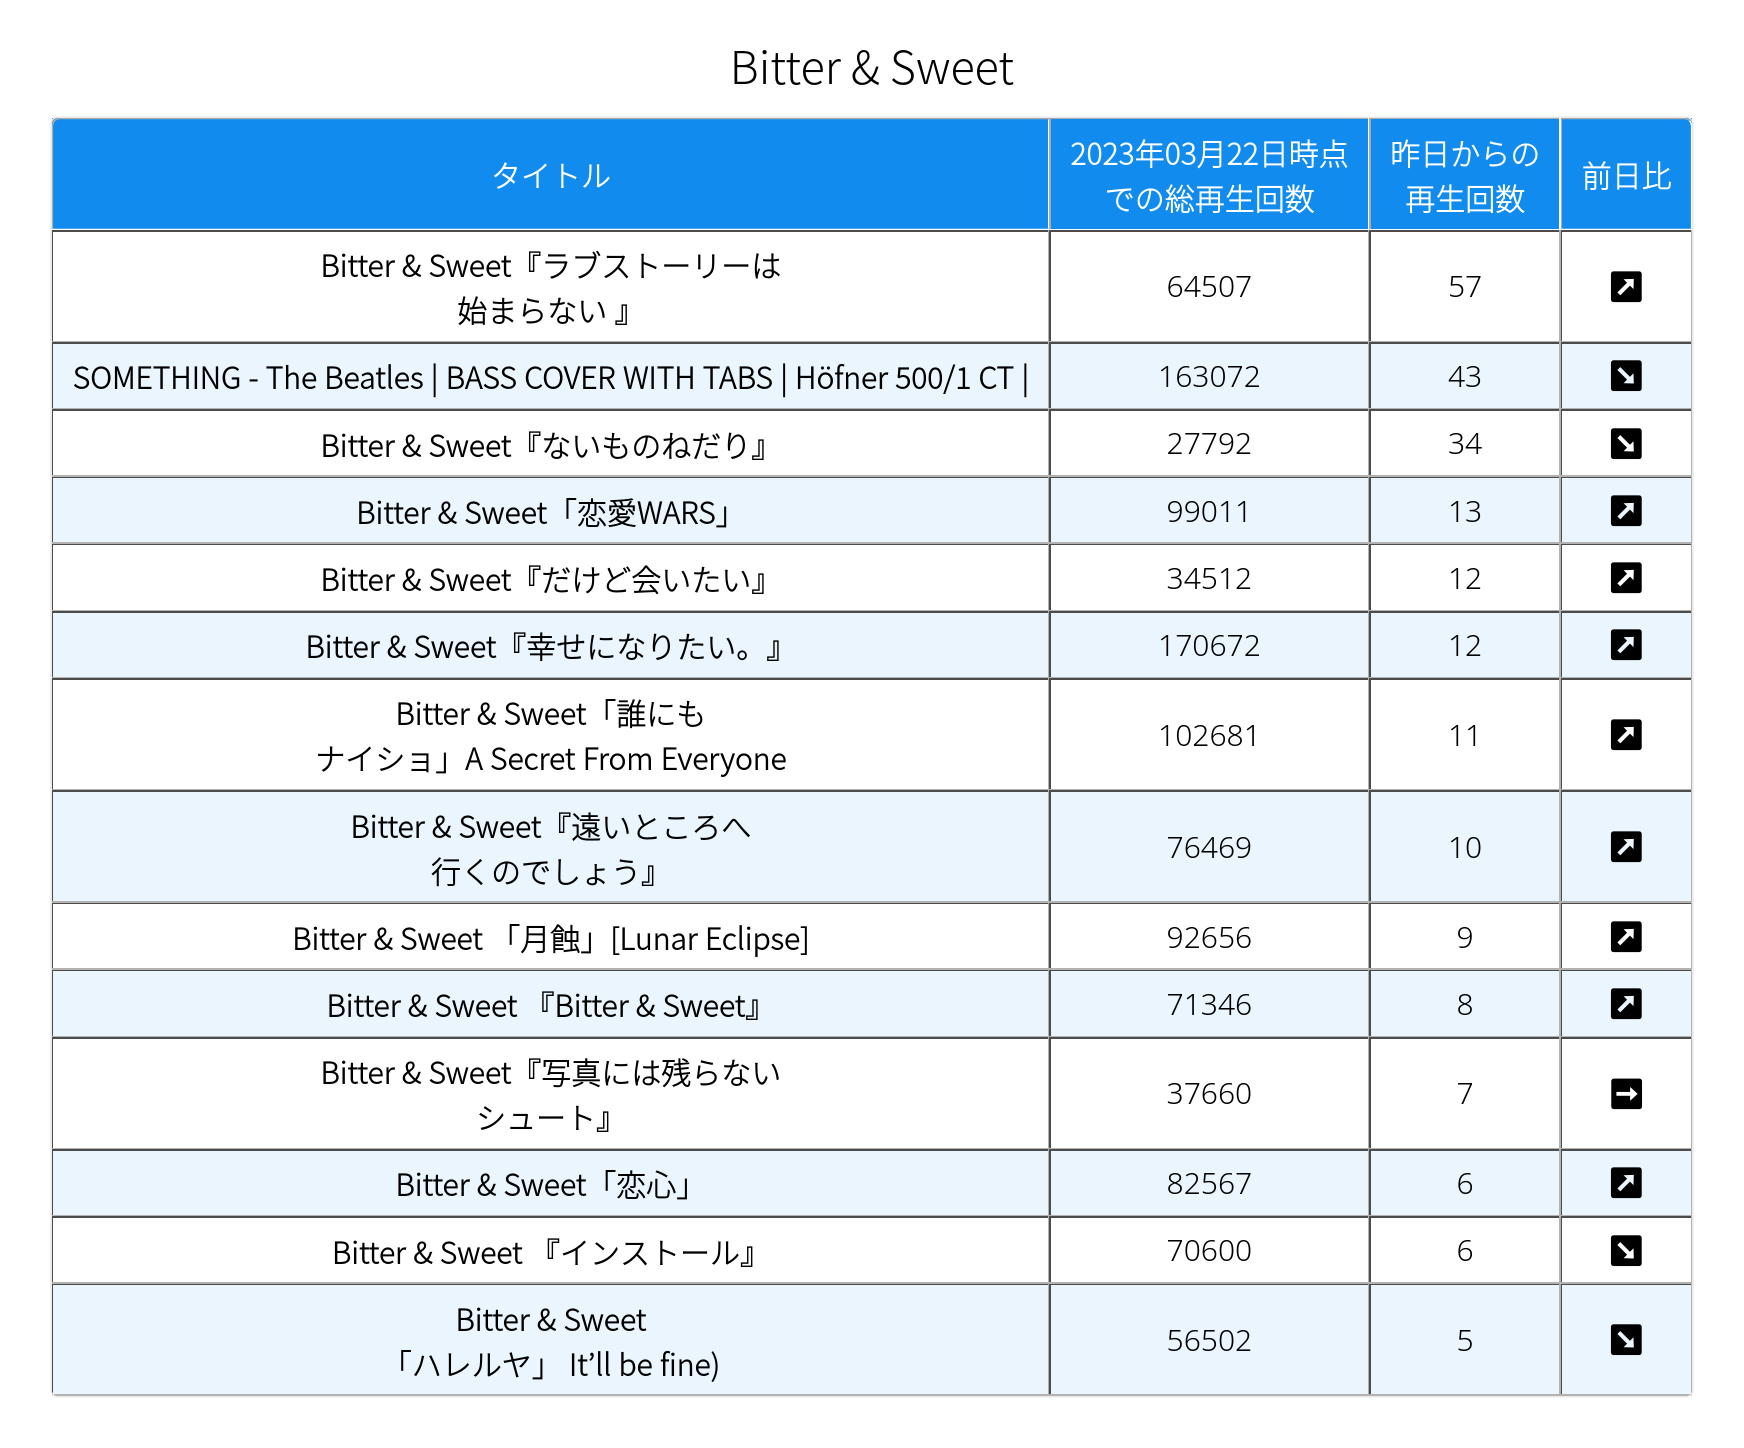 Bitter & Sweet
タイトル
2023年03月22日時点
での総再生回数
昨日からの
再生回数
前日比
Bitter & Sweet『ラブストーリーは
始まらない 』
64507
57
SOMETHING - The Beatles | BASS COVER WITH TABS | Höfner 500/1 CT |
163072
43
Bitter & Sweet『ないものねだり』
27792
34
Bitter & Sweet「恋愛WARS」
99011
13
Bitter & Sweet『だけど会いたい』
34512
12
Bitter & Sweet『幸せになりたい。』
170672
12
Bitter & Sweet「誰にも
ナイショ」A Secret From Everyone
102681
11
Bitter & Sweet『遠いところへ
行くのでしょう』
76469
10
Bitter & Sweet 「月蝕」[Lunar Eclipse]
92656
9
Bitter & Sweet 『Bitter & Sweet』
71346
8
Bitter & Sweet『写真には残らない
シュート』
37660
7
Bitter & Sweet「恋心」
82567
6
Bitter & Sweet 『インストール』
70600
6
Bitter & Sweet
「ハレルヤ」 It’ll be fine)
56502
5